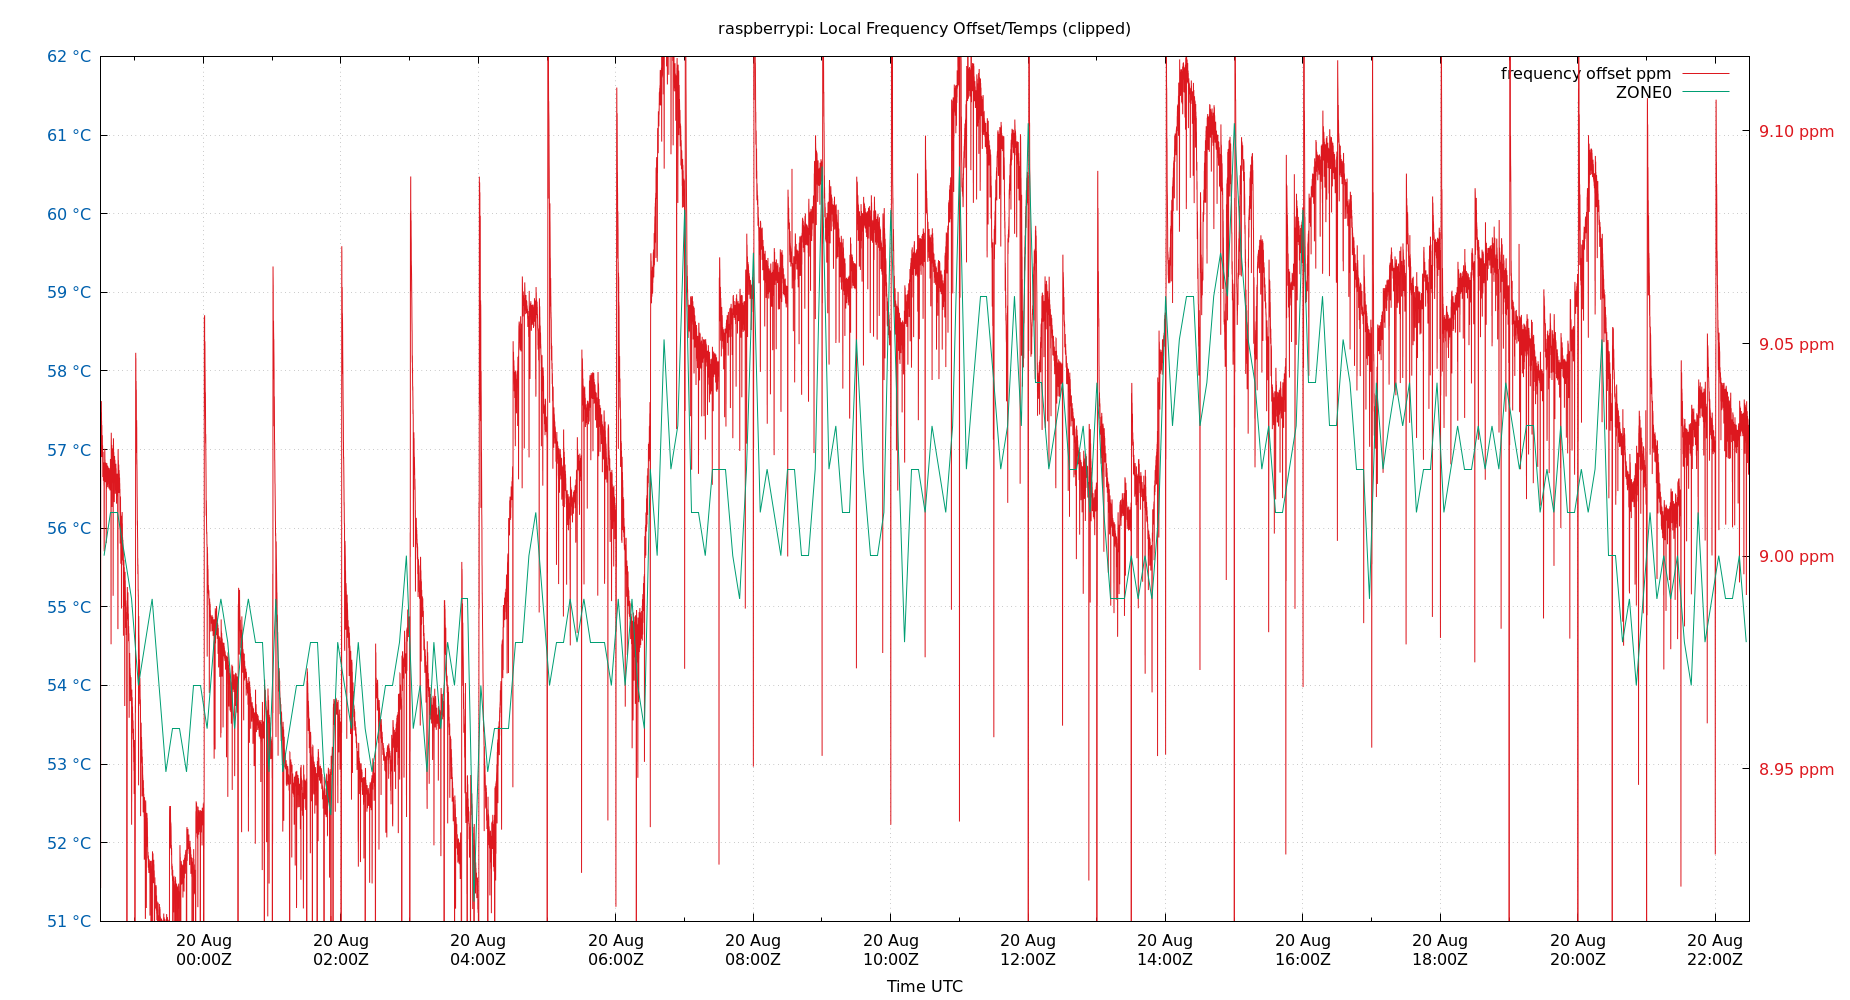 raspberrypi: Local Frequency Offset/Temps (clipped)
frequency offset ppm
ZONE0
62 °C
61 °C
60 °C
59 °C
58 °C
57 °C
56 °C
55 °C
54 °C
53 °C
52 °C
51 °C
9.10 ppm
9.05 ppm
9.00 ppm
8.95 ppm
20 Aug 20 Aug 20 Aug 20 Aug 20 Aug 20 Aug 20 Aug 20 Aug 20 Aug 20 Aug 20 Aug 20 Aug
00:00Z 02:00Z 04:00Z 06:00Z 08:00Z 10:00Z 12:00Z 14:00Z 16:00Z 18:00Z 20:00Z 22:00Z
Time UTC